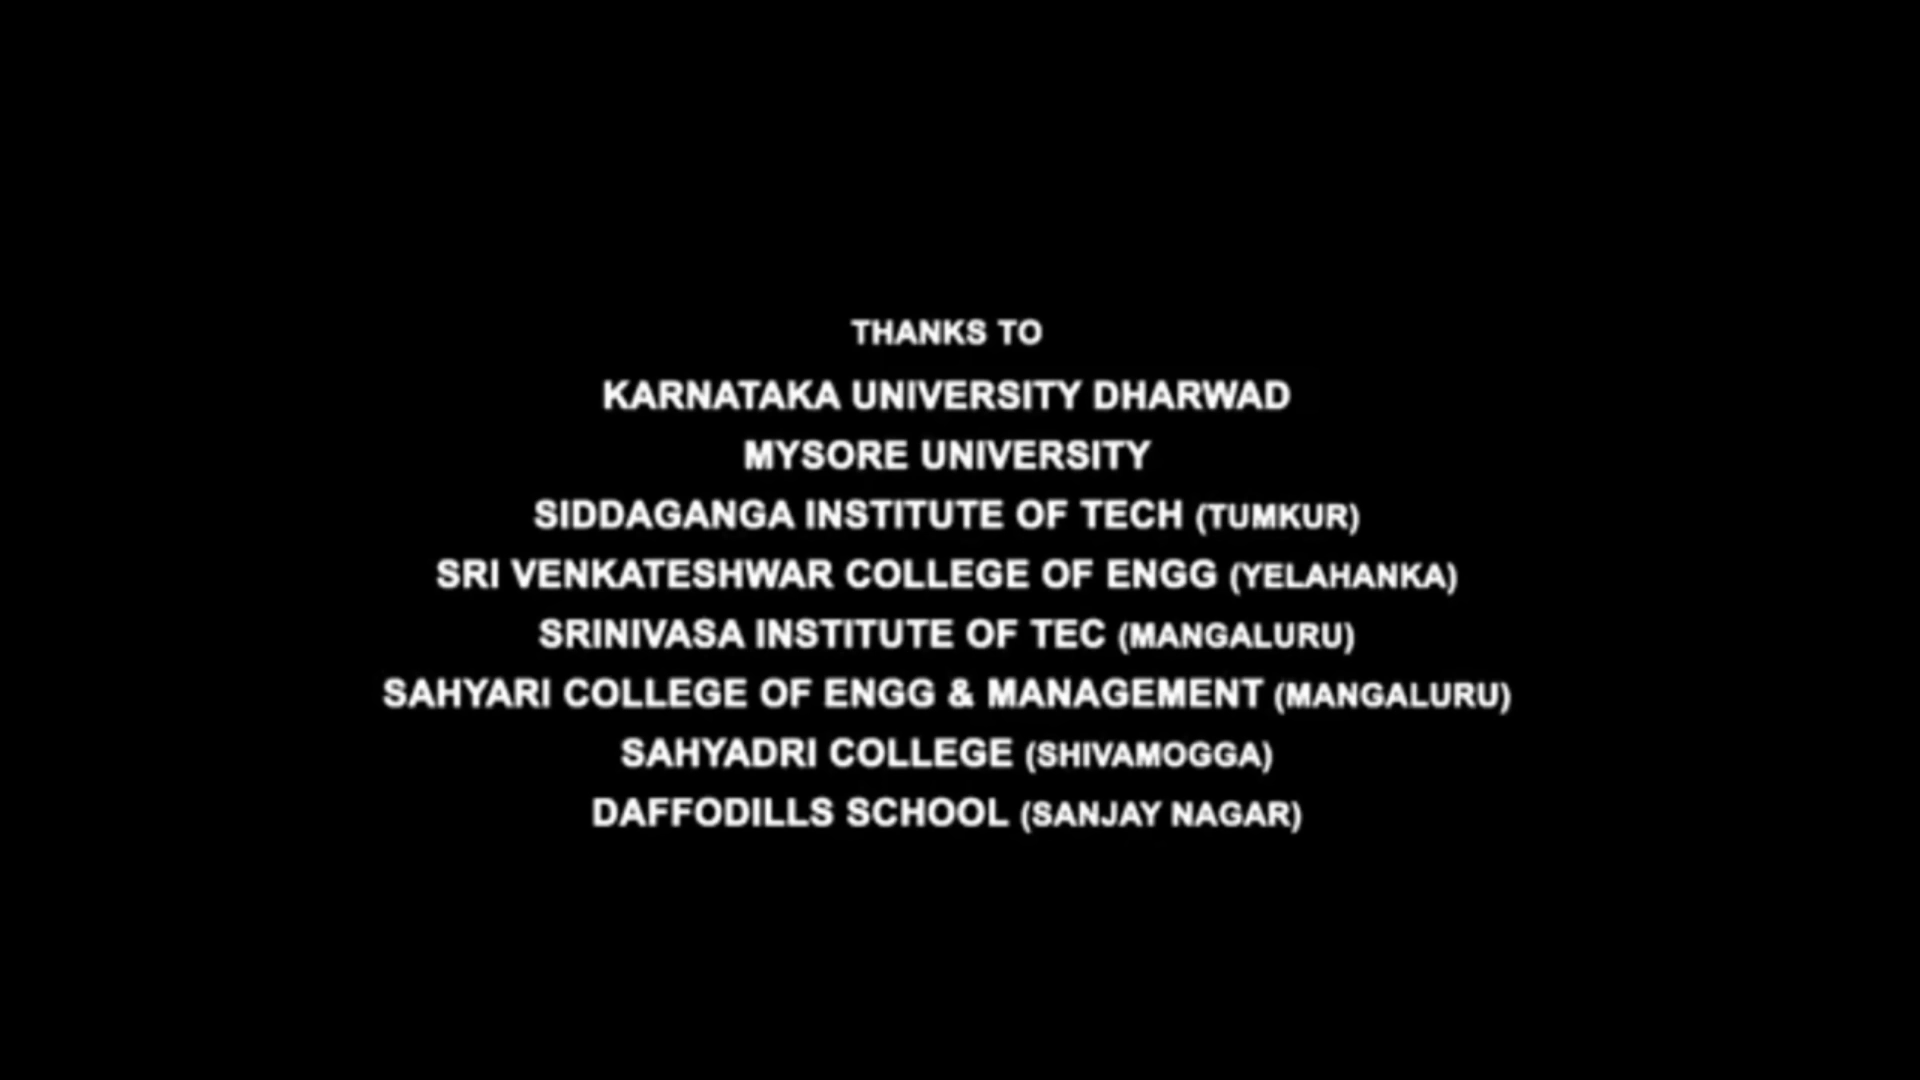 THANKS TO
KARNATAKA UNIVERSITY DHARWAD
MYSORE UNIVERSITY
SIDDAGANGA INSTITUTE OF TECH (TUMKUR)
SRI VENKATESHWAR COLLEGE OF ENGG (YELAHANKA)
SRINIVASA INSTITUTE OF TEC (MANGALURU)
SAHYARI COLLEGE OF ENGG & MANAGEMENT (MANGALURU)
SAHYADRI COLLEGE (SHIVAMOGGA)
DAFFODILLS SCHOOL (SANJAY NAGAR)